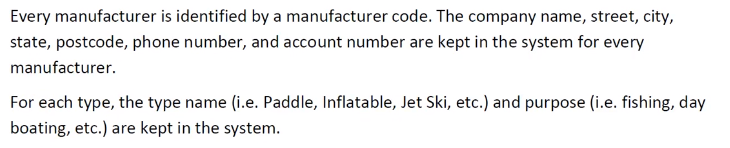 Every manufacturer is identified by a manufacturer code. The company name, street, city,
state, postcode, phone number, and account number are kept in the system for every
manufacturer.
For each type, the type name (i.e. Paddle, Inflatable, Jet Ski, etc.) and purpose (i.e. fishing, day
boating, etc.) are kept in the system.